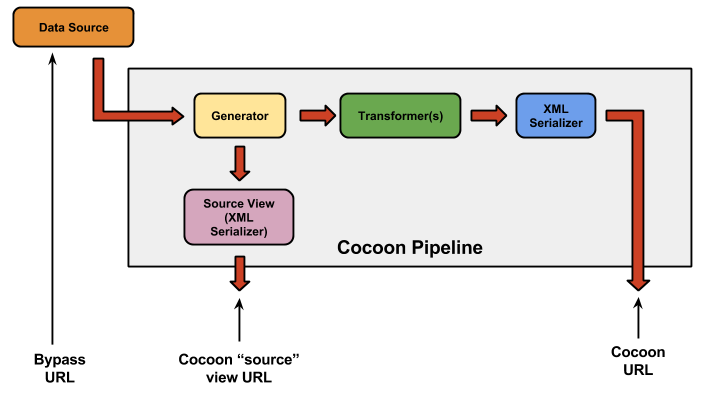 Data Source
Generator
Transformer(s)
XML
Serializer
Source View
(XML
Serializer)
Cocoon Pipeline
Bypass
URL
Cocoon “source”
view URL
Cocoon
URL